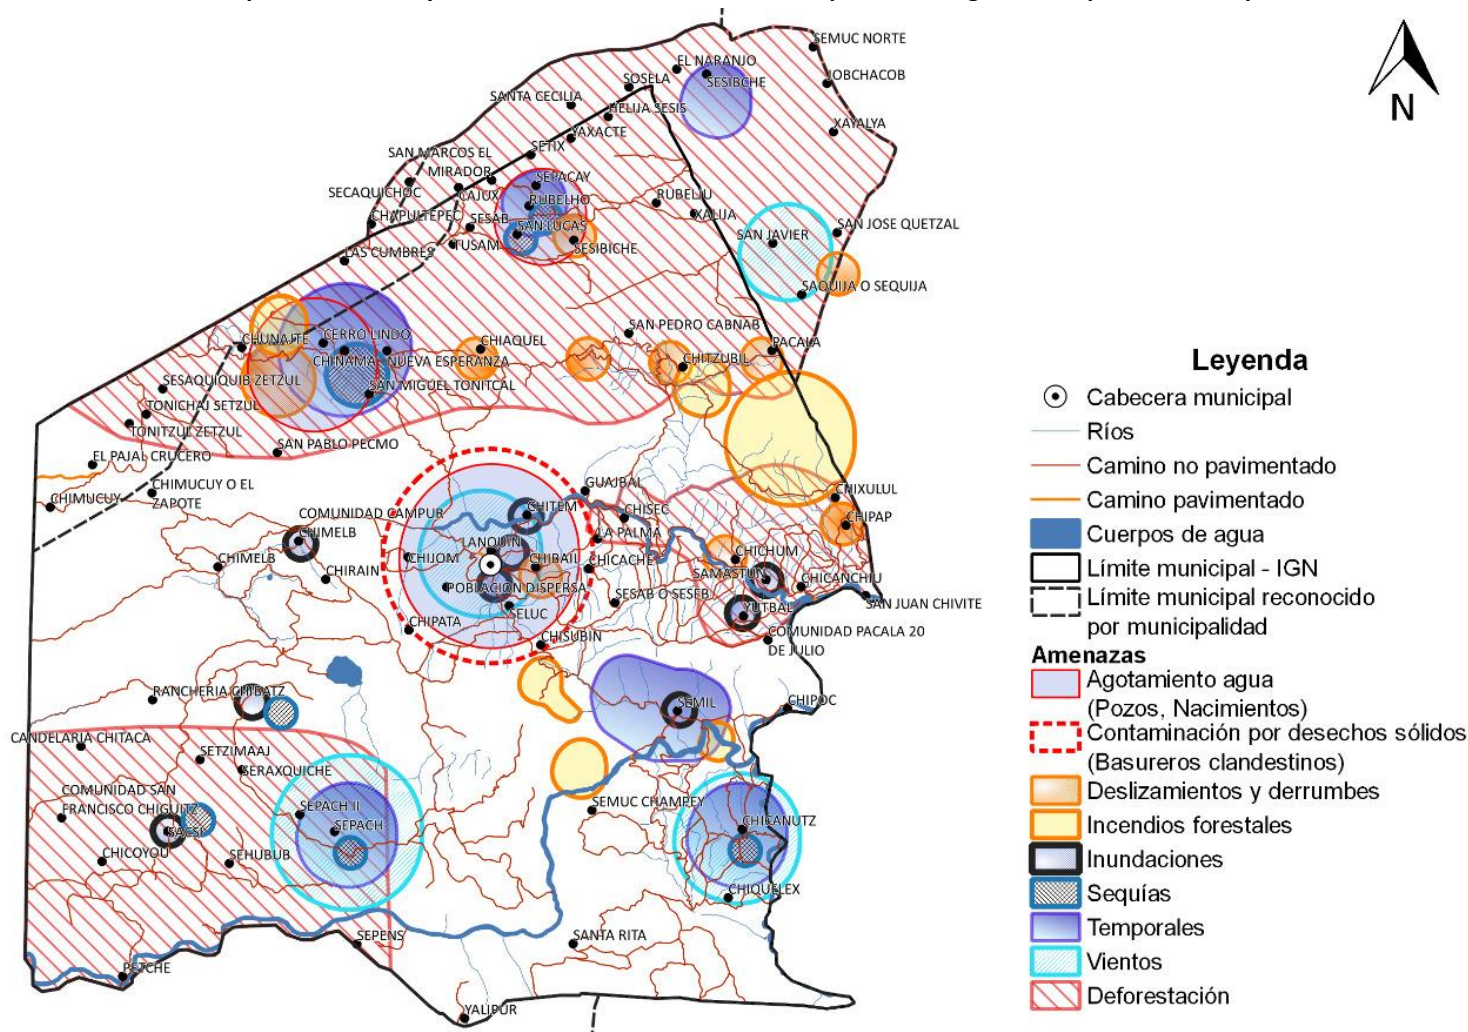 SEMUC NORTE
EL NARANJO
SESIBCHE
JOBCHACOB
SOSELA
SANTA CECILIA
HELIJA SESIS
XAYALYA
YAXACTE
SETIX
SAN MARCOS EL
MIRADOR
SEPACAY
SECAQUICHOC
CAJUX
RUBELHO
RUBELJU
XALIJA
CHAPULTEPEC
SESAB
SAN LUCAS
SAN JOSE QUETZAL
SAN JAVIER
TUSAM
SESIBICHE
LAS CUMBRES
SAQUIJA O SEQUIJA
SAN PEDRO CABNAB
CHUNAJTE
CERRO LINDO
CHIAQUEL
PACALA
CHINAMA
NUEVA ESPERANZA
CHITZUBIL
SESAQUIQUIB ZETZUL
SAN MIGUEL TONITCAL
TONICHAJ SETZUL
TONITZUL ZETZUL
SAN PABLO PECMO
EL PAJAL CRUCERO
CHIMUCUY O EL
ZAPOTE
CHIMUCUY
GUAJBAL
CHIXULUL
COMUNIDAD CAMPUR
CHITEM
CHISEC
CHIPAP
CHIMELB
LANQUIN
LA PALMA
CHIJOM
CHIBAIL
CHICACHE
CHICHUM
CHIMELB
CHIRAIN
SAMASTUN
CHICANCHIU
POBLACION DISPERSA
SESAB O SESEB
SAN JUAN CHIVITE
SELUC
YUTBAL
CHIPATA
CHISUBIN
COMUNIDAD PACALA 20
DE JULIO
RANCHERIA CHIBATZ
SEMIL
CHIPOC
CANDELARIA CHITACA
SETZIMAAJ
SERAXQUICHE
COMUNIDAD SAN
FRANCISCO CHIGUITZ
SEPACH II
SEMUC CHAMPEY
SACSI
SEPACH
CHICANUTZ
CHICOYOU
SEHUBUB
CHIQUELEX
SEPENS
SANTA RITA
PETCHE
YALIPUR
N
Leyenda
Cabecera municipal
Ríos
Camino no pavimentado
Camino pavimentado
Cuerpos de agua
Límite municipal - IGN
Límite municipal reconocido
por municipalidad
Amenazas
Agotamiento agua
(Pozos, Nacimientos)
Contaminación por desechos sólidos
(Basureros clandestinos)
Deslizamientos y derrumbes
Incendios forestales
Inundaciones
Sequías
Temporales
Vientos
Deforestación